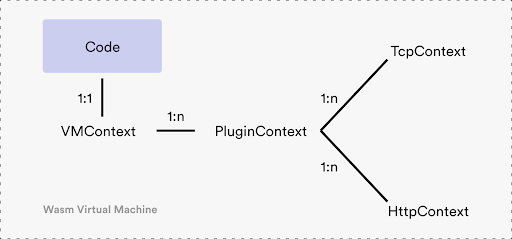 Code
TcpContext
1:1
1:n
1:n
VMContext
PluginContext
1:n
HttpContext
Wasm Virtual Machine